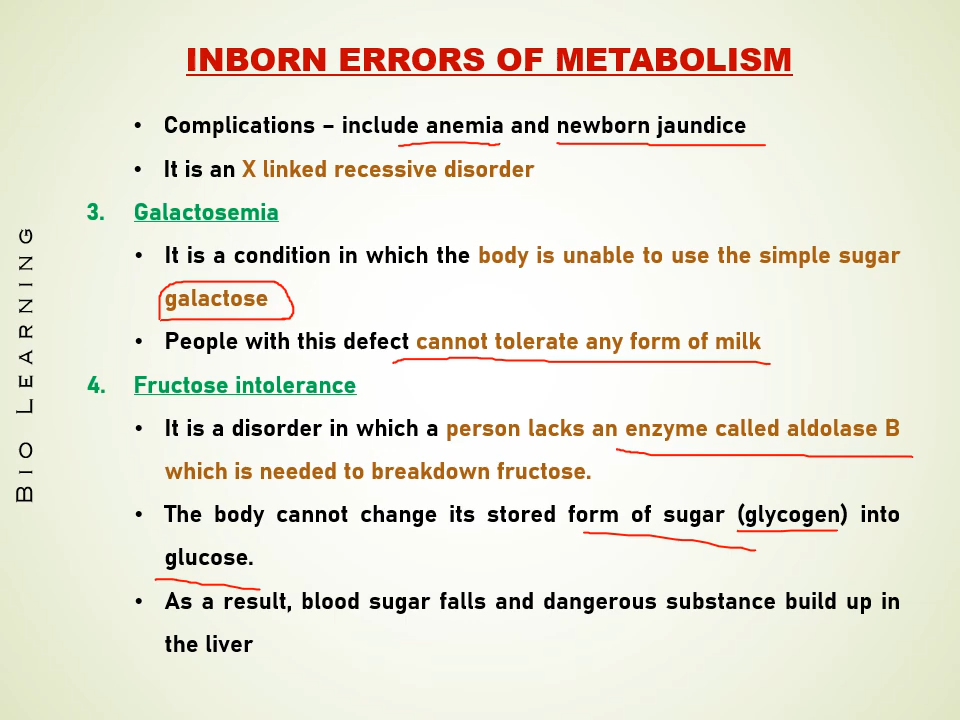 INBORN ERRORS OF METABOLISM
• Complications – include anemia and newborn jaundice
• It is an X linked recessive disorder
3. Galactosemia
• It is a condition in which the body is unable to use the simple sugar
galactose
• People with this defect cannot tolerate any form of milk
4. Fructose intolerance
• It is a disorder in which a person lacks an enzyme called aldolase B
which is needed to breakdown fructose.
• The body cannot change its stored form of sugar (glycogen) into
glucose.
• As a result, blood sugar falls and dangerous substance build up in
the liver
BIO LEARNING